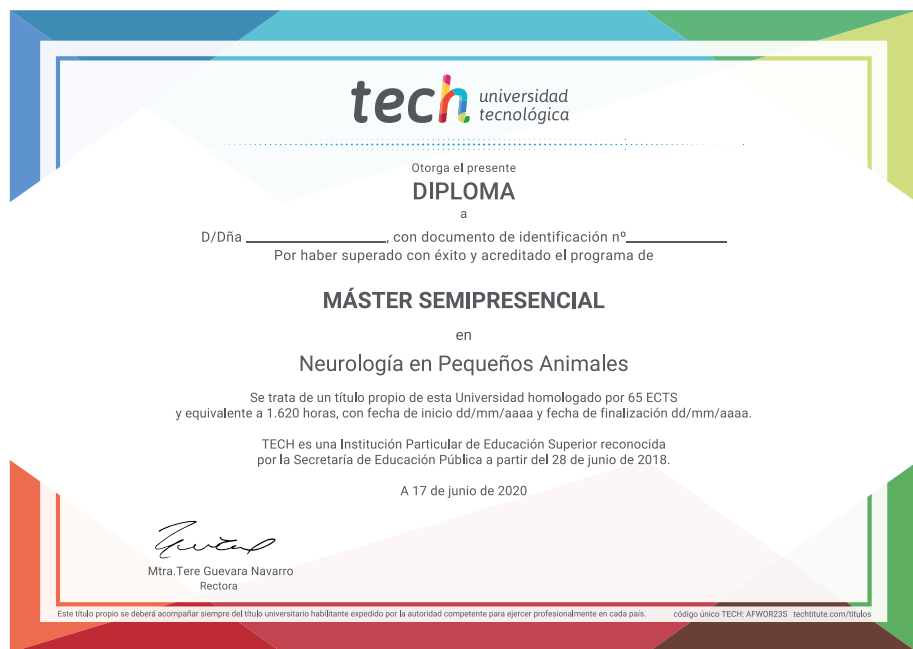 tech universidad
tecnológica
Otorga el presente
DIPLOMA
a
D/Dña ____________, con documento de identificación nº_________
Por haber superado con éxito y acreditado el programa de
MÁSTER SEMIPRESENCIAL
en
Neurología en Pequeños Animales
Se trata de un título propio de esta Universidad homologado por 65 ECTS
y equivalente a 1.620 horas, con fecha de inicio dd/mm/aaaa y fecha de finalización dd/mm/aaaa.
TECH es una Institución Particular de Educación Superior reconocida
por la Secretaría de Educación Pública a partir del 28 de junio de 2018.
A 17 de junio de 2020
Mtra.Tere Guevara Navarro
Rectora
Este título propio se deberá acompañar siempre del título universitario habilitante expedido por la autoridad competente para ejercer profesionalmente en cada país. código único TECH: AFWOR23S techtitute.com/titulos